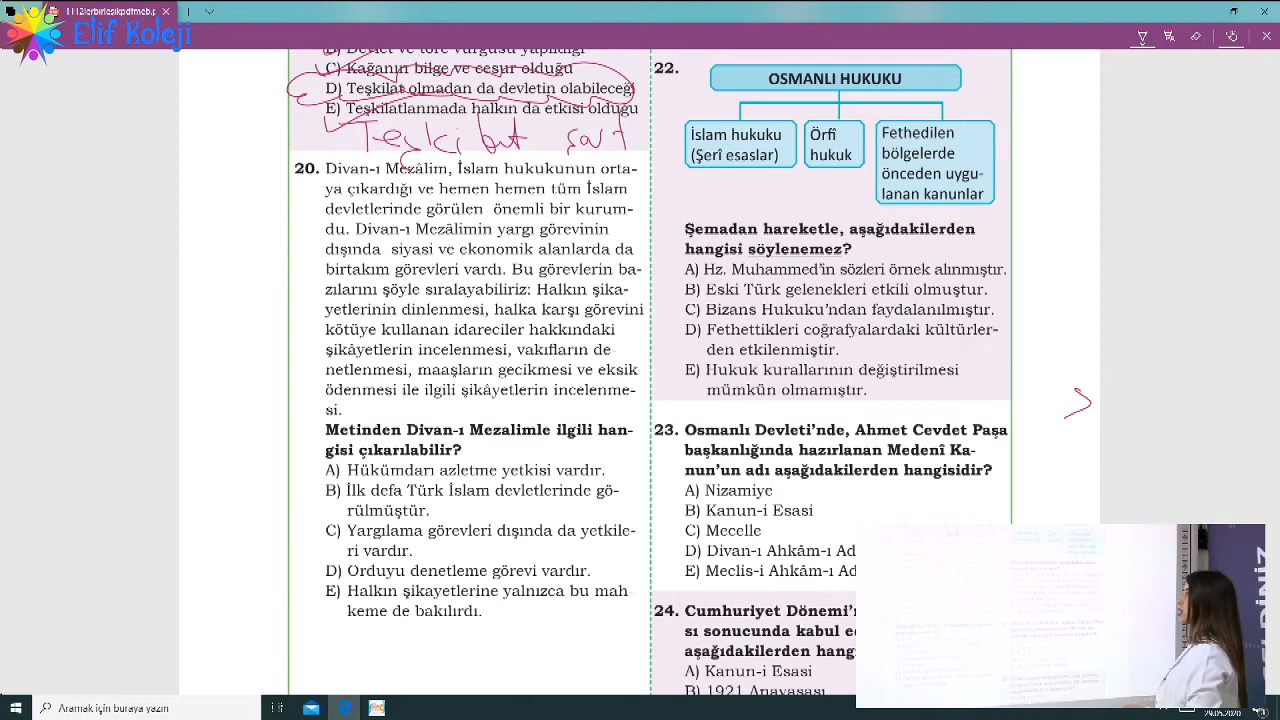 1112lerbirlesikpdfmeb.p
Elif Koleji
C) Kağanın bilge ve cesur olduğu
D) Teşkilat olmadan da devletin olabileceği
E) Teşkilatlanmada halkın da etkisi olduğu
şart
20. Divan-ı Mezâlim, İslam hukukunun orta-
ya çıkardığı ve hemen hemen tüm İslam
devletlerinde görülen önemli bir kurum-
du. Divan-ı Mezâlimin yargı görevinin
dışında siyasi ve ekonomik alanlarda da
birtakım görevleri vardı. Bu görevlerin ba-
zılarını şöyle sıralayabiliriz: Halkın şika-
yetlerinin dinlenmesi, halka karşı görevini
kötüye kullanan idareciler hakkındaki
şikâyetlerin incelenmesi, vakıfların de-
netlenmesi, maaşların gecikmesi ve eksik
ödenmesi ile ilgili şikâyetlerin incelenme-
si.
Metinden Divan-ı Mezalimle ilgili han-
gisi çıkarılabilir?
A) Hükümdarı azletme yetkisi vardır.
B) İlk defa Türk İslam devletlerinde gö-
rülmüştür.
C) Yargılama görevleri dışında da yetkile-
ri vardır.
D) Orduyu denetleme görevi vardır.
E) Halkın şikayetlerine yalnızca bu mah-
keme de bakılırdı.
22.
OSMANLI HUKUKU
İslam hukuku
(Şerî esaslar)
Örfî
hukuk
Fethedilen
bölgelerde
önceden uygu-
lanan kanunlar
Şemadan hareketle, aşağıdakilerden
hangisi söylenemez?
A) Hz. Muhammed'in sözleri örnek alınmıştır.
B) Eski Türk gelenekleri etkili olmuştur.
C) Bizans Hukuku'ndan faydalanılmıştır.
D) Fethettikleri coğrafyalardaki kültürler-
den etkilenmiştir.
E) Hukuk kurallarının değiştirilmesi
mümkün olmamıştır.
23. Osmanlı Devleti'nde, Ahmet Cevdet Paşa
başkanlığında hazırlanan Medenî Ka-
nun'un adı aşağıdakilerden hangisidir?
A) Nizamiye
B) Kanun-i Esasi
C) Mecelle
D) Divan-ı Ahkâm-ı Ad
E) Meclis-i Ahkâm-ı Ad
24. Cumhuriyet Dönemi'
sı sonucunda kabul e
aşağıdakilerden hang
A) Kanun-i Esasi
B) 1921 Anayasası
Aramak için buraya yazın
29.05.2020